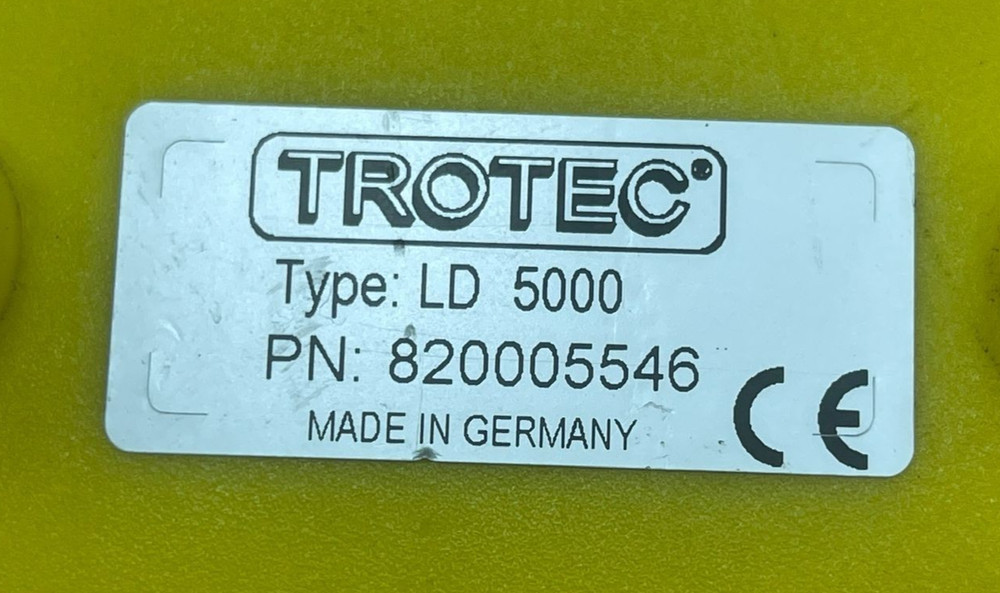 TROTEC®
Type: LD 5000
PN: 820005546
MADE IN GERMANY
CE